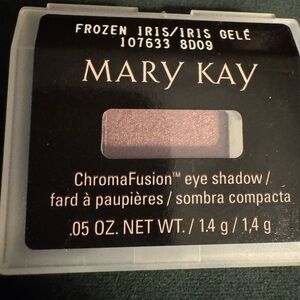 FROZEN IRIS/IRIS GELÉ
107633 8D09
MARY KAY
ChromaFusion™ eye shadow /
fard à paupières / sombra compacta
.05 OZ. NET WT. / 1.4 g / 1,4 g